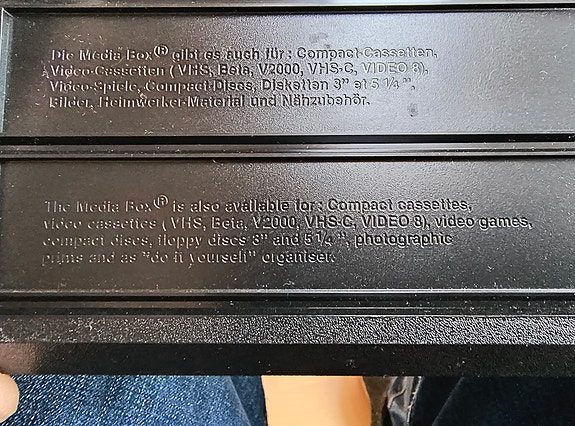 Die Media Box® gibt es auch für : Compact-Cassetten,
Video-Cassetten ( VHS, Beta, V2000, VHS-C, VIDEO 8),
Video-Spiele, Compact-Discs, Disketten 3" et 5 1/4 ",
Bilder, Heimwerker-Material und Nähzubehör.
The Media Box® is also available for : Compact cassettes,
video cassettes ( VHS, Beta, V2000, VHS-C, VIDEO 8), video games,
compact discs, floppy discs 3" and 5 1/4 ", photographic
prints and as "do it yourself" organiser.